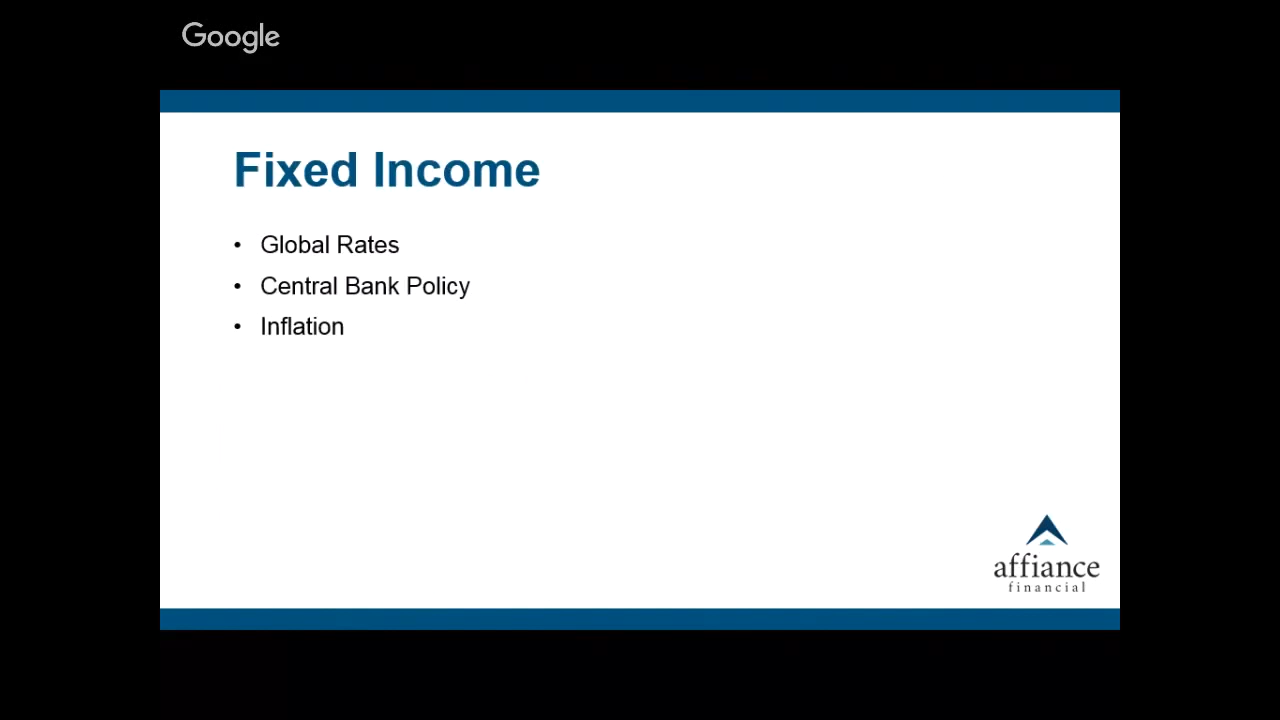 Google
Fixed Income
• Global Rates
• Central Bank Policy
• Inflation
affiance
financial